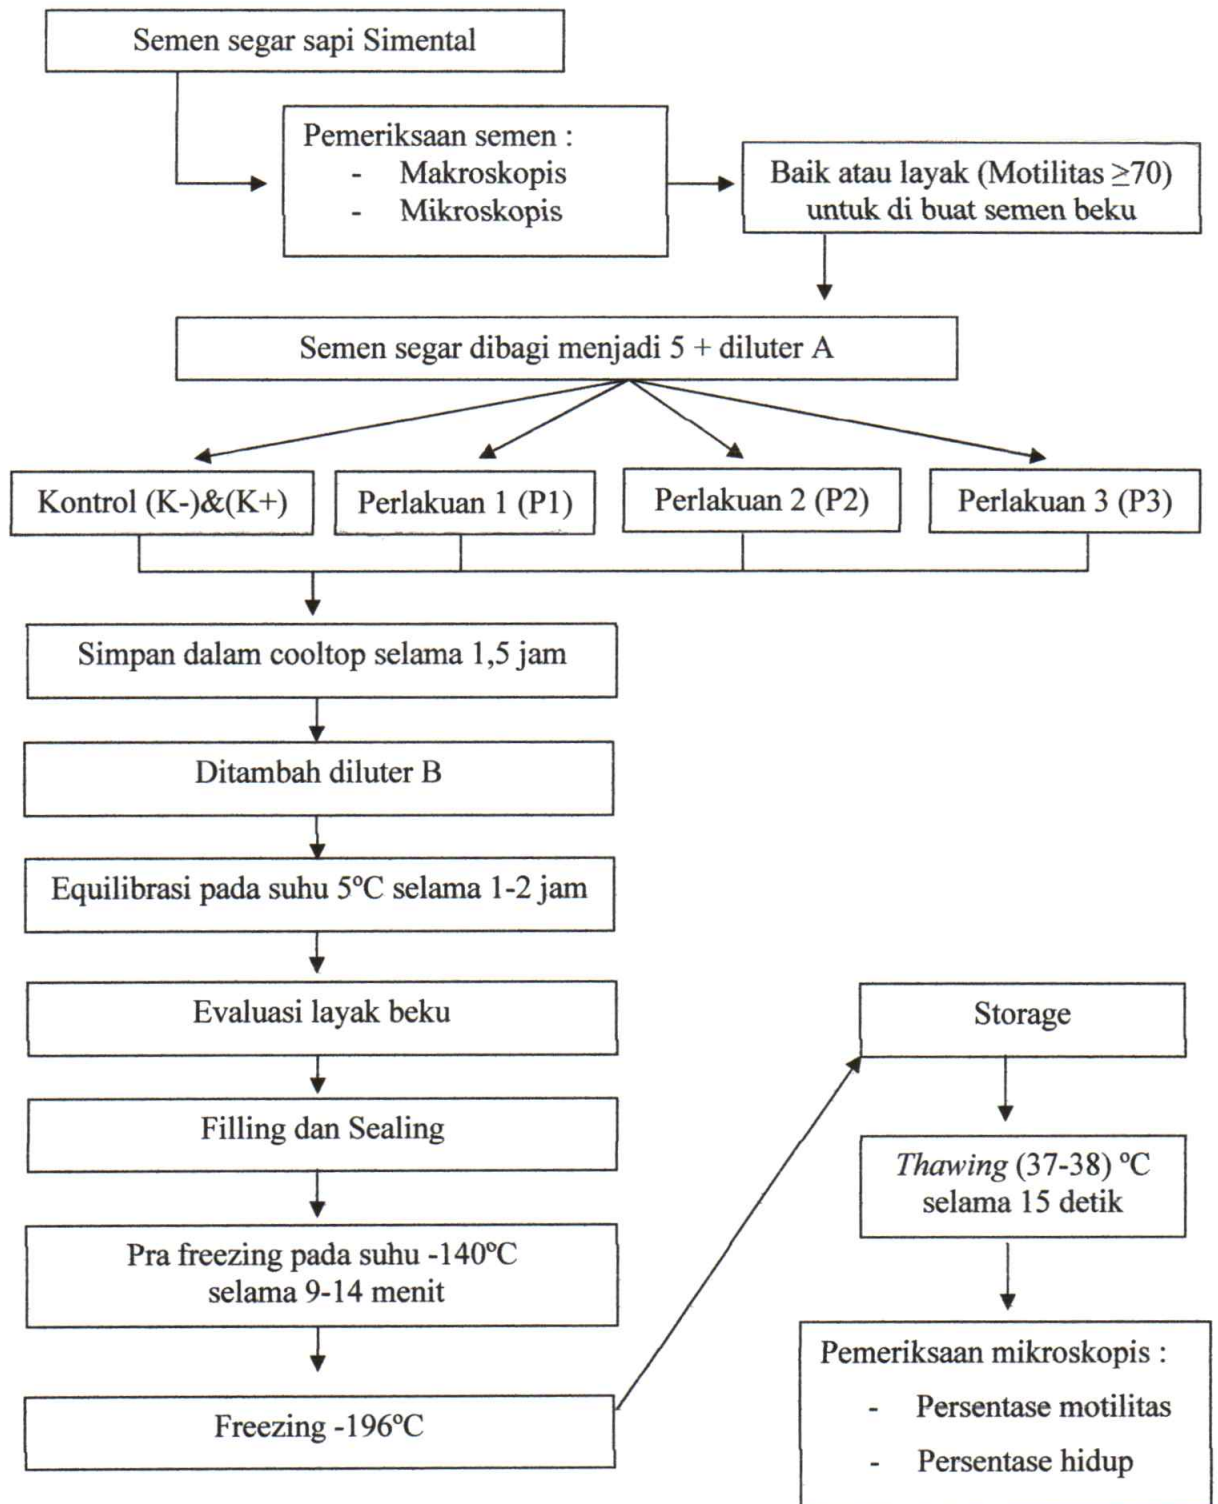 Semen segar sapi Simental
Pemeriksaan semen :
- Makroskopis
- Mikroskopis
Baik atau layak (Motilitas ≥70)
untuk di buat semen beku
Semen segar dibagi menjadi 5 + diluter A
Kontrol (K-)&(K+)
Perlakuan 1 (P1)
Perlakuan 2 (P2)
Perlakuan 3 (P3)
Simpan dalam cooltop selama 1,5 jam
Ditambah diluter B
Equilibrasi pada suhu 5ºC selama 1-2 jam
Evaluasi layak beku
Filling dan Sealing
Pra freezing pada suhu -140ºC
selama 9-14 menit
Freezing -196ºC
Storage
Thawing (37-38) ºC
selama 15 detik
Pemeriksaan mikroskopis :
- Persentase motilitas
- Persentase hidup